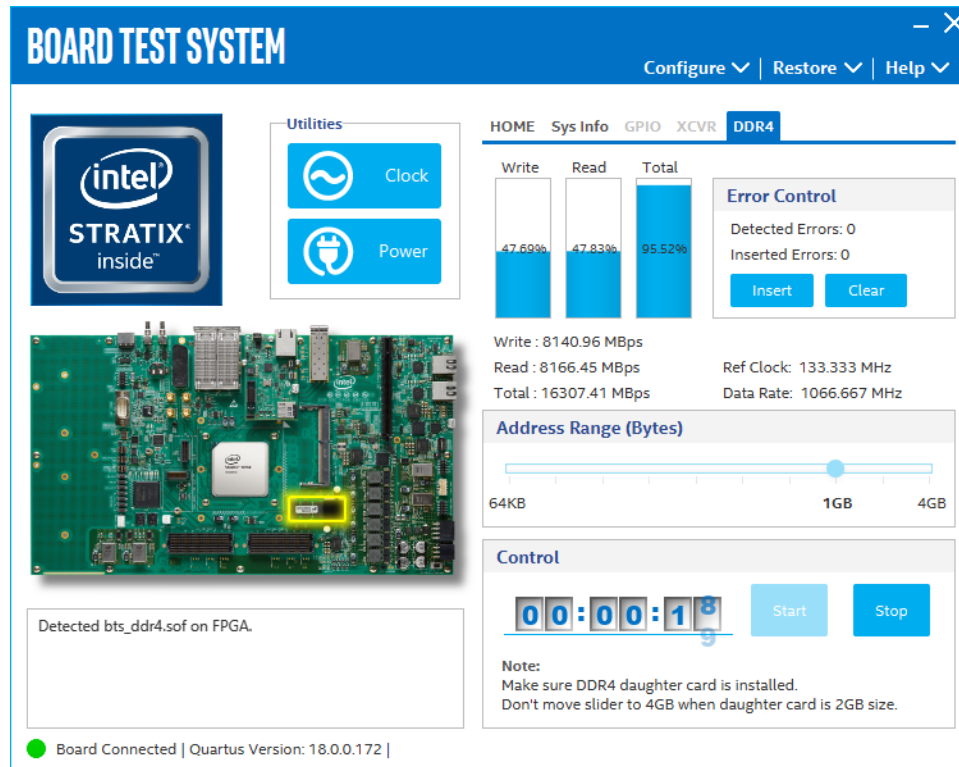 BOARD TEST SYSTEM
Configure | Restore | Help
intel
STRATIX
inside™
Utilities
Clock
Power
HOME Sys Info GPIO XCVR DDR4
Write Read Total
47.69% 47.83% 95.52%
Error Control
Detected Errors: 0
Inserted Errors: 0
Insert Clear
Write : 8140.96 MBps
Read : 8166.45 MBps
Total : 16307.41 MBps
Ref Clock: 133.333 MHz
Data Rate: 1066.667 MHz
Address Range (Bytes)
64KB 1GB 4GB
Control
00:00:18
9
Start Stop
Note:
Make sure DDR4 daughter card is installed.
Don't move slider to 4GB when daughter card is 2GB size.
(intel)
Detected bts_ddr4.sof on FPGA.
Board Connected | Quartus Version: 18.0.0.172 |